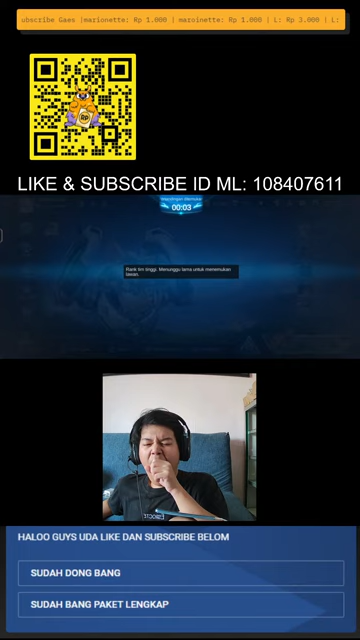 ubscribe Gaes |marionette: Rp 1.000 | mazoinette: Rp 1.000 | L: Rp 3.000 | L:
RP
LIKE & SUBSCRIBE ID ML: 108407611
00:03
Rank tim tinggi. Menunggu lama untuk menemukan
lawan.
HALOO GUYS UDA LIKE DAN SUBSCRIBE BELOM
SUDAH DONG BANG
SUDAH BANG PAKET LENGKAP